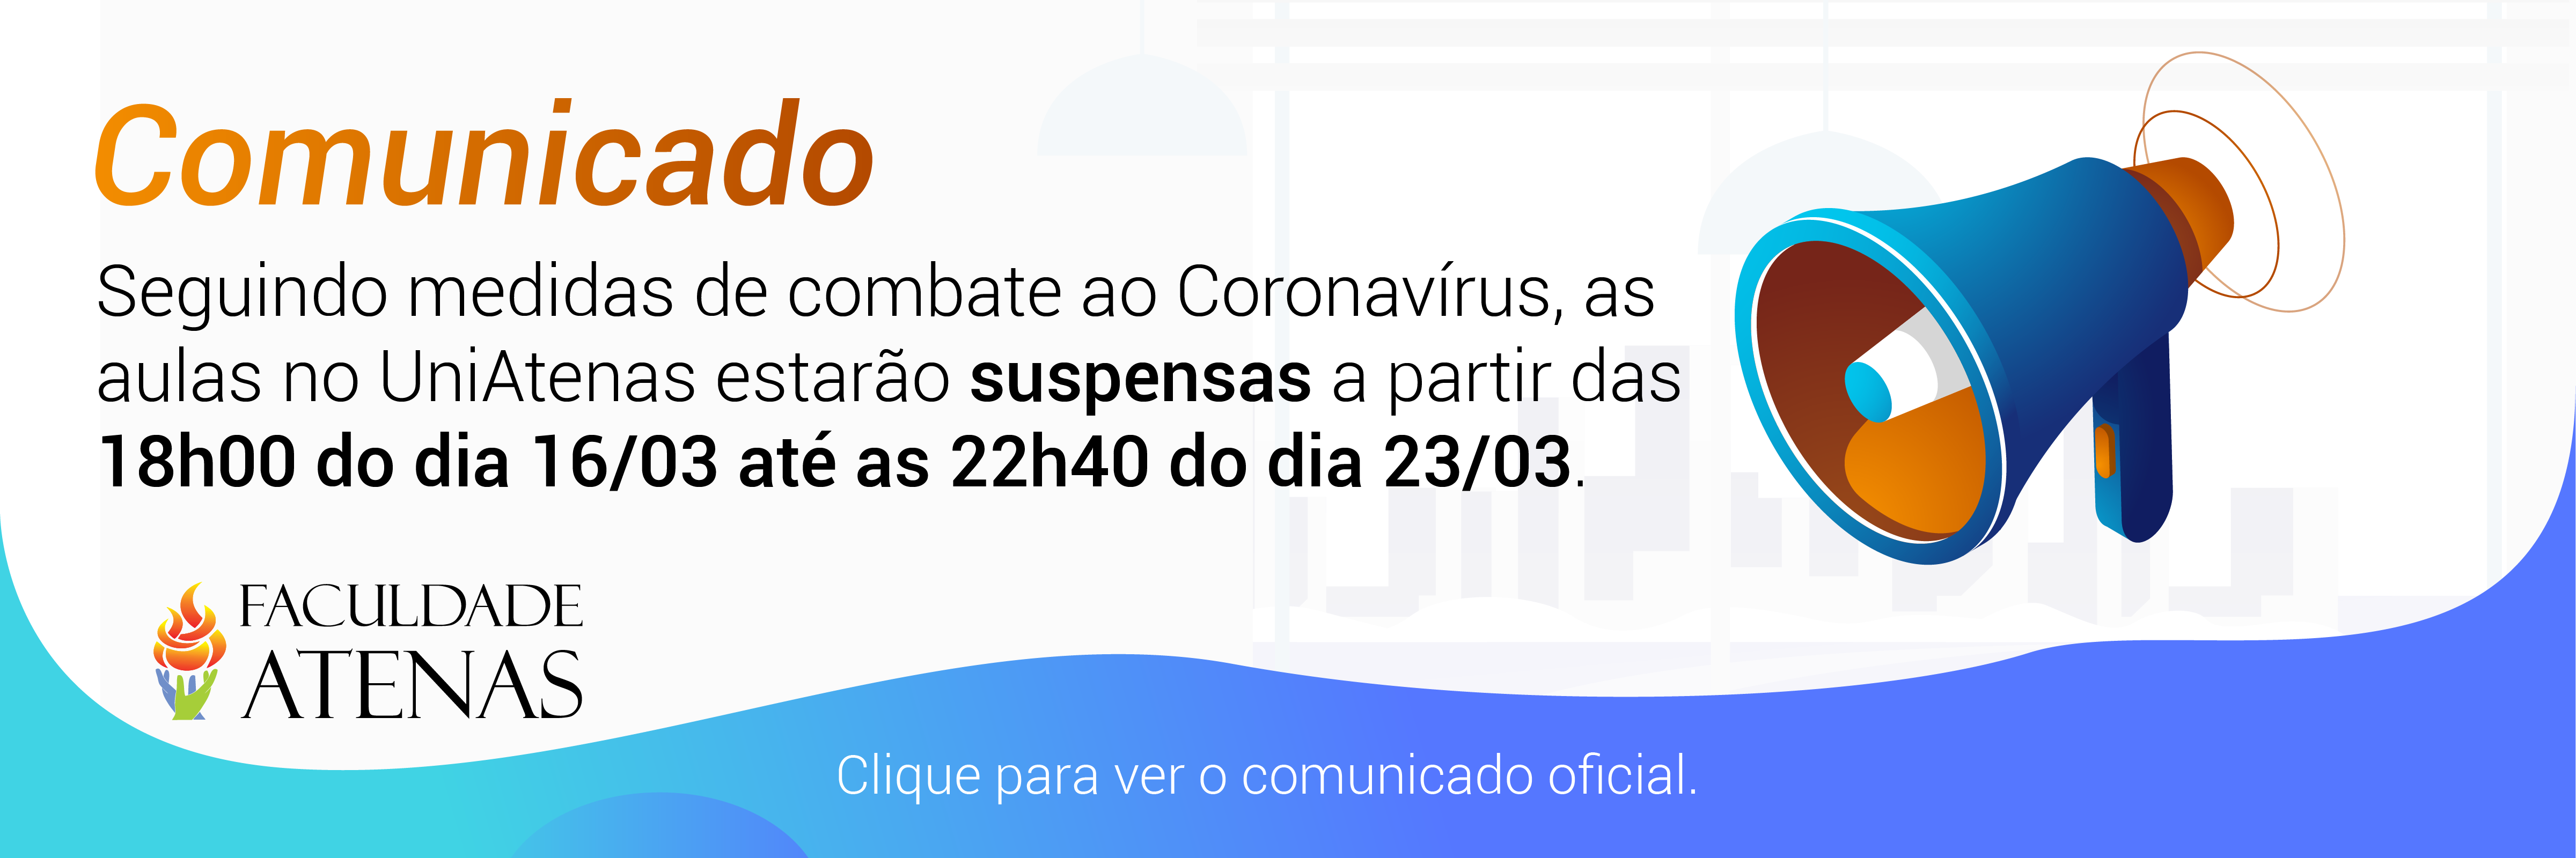 Comunicado
Seguindo medidas de combate ao Coronavírus, as
aulas no UniAtenas estarão suspensas a partir das
18h00 do dia 16/03 até as 22h40 do dia 23/03.
FACULDADE
ATENAS
Clique para ver o comunicado oficial.